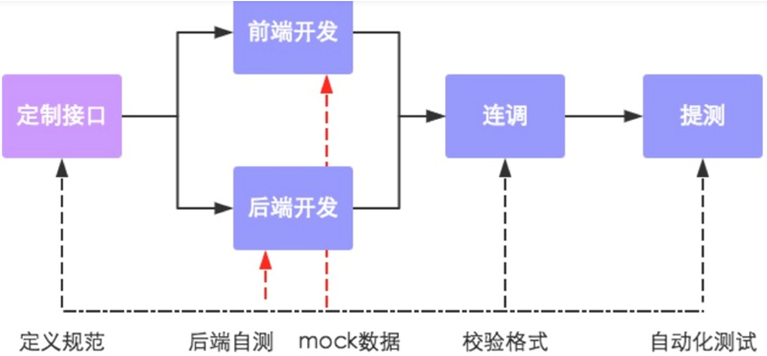 前端开发
定制接口
连调
提测
后端开发
定义规范
后端自测
mock数据
校验格式
自动化测试